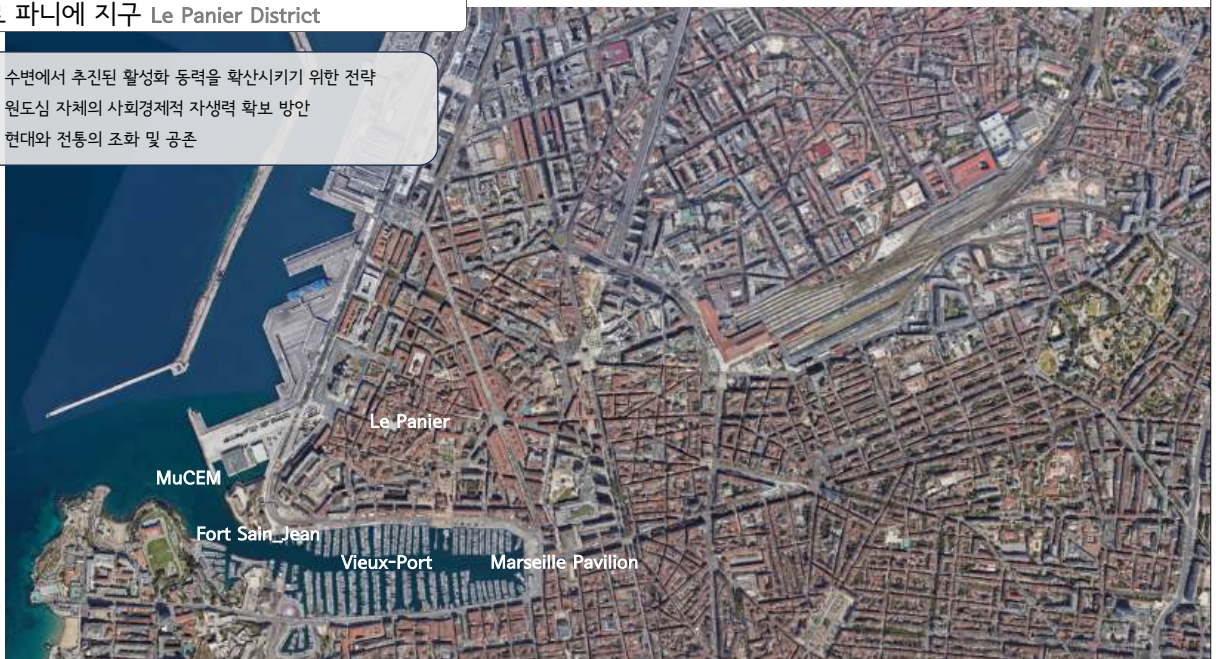 파니에 지구 Le Panier District
수변에서 추진된 활성화 동력을 확산시키기 위한 전략
원도심 자체의 사회경제적 자생력 확보 방안
현대와 전통의 조화 및 공존
Le Panier
MuCEM
Fort Sain_Jean
Vieux-Port
Marseille Pavilion